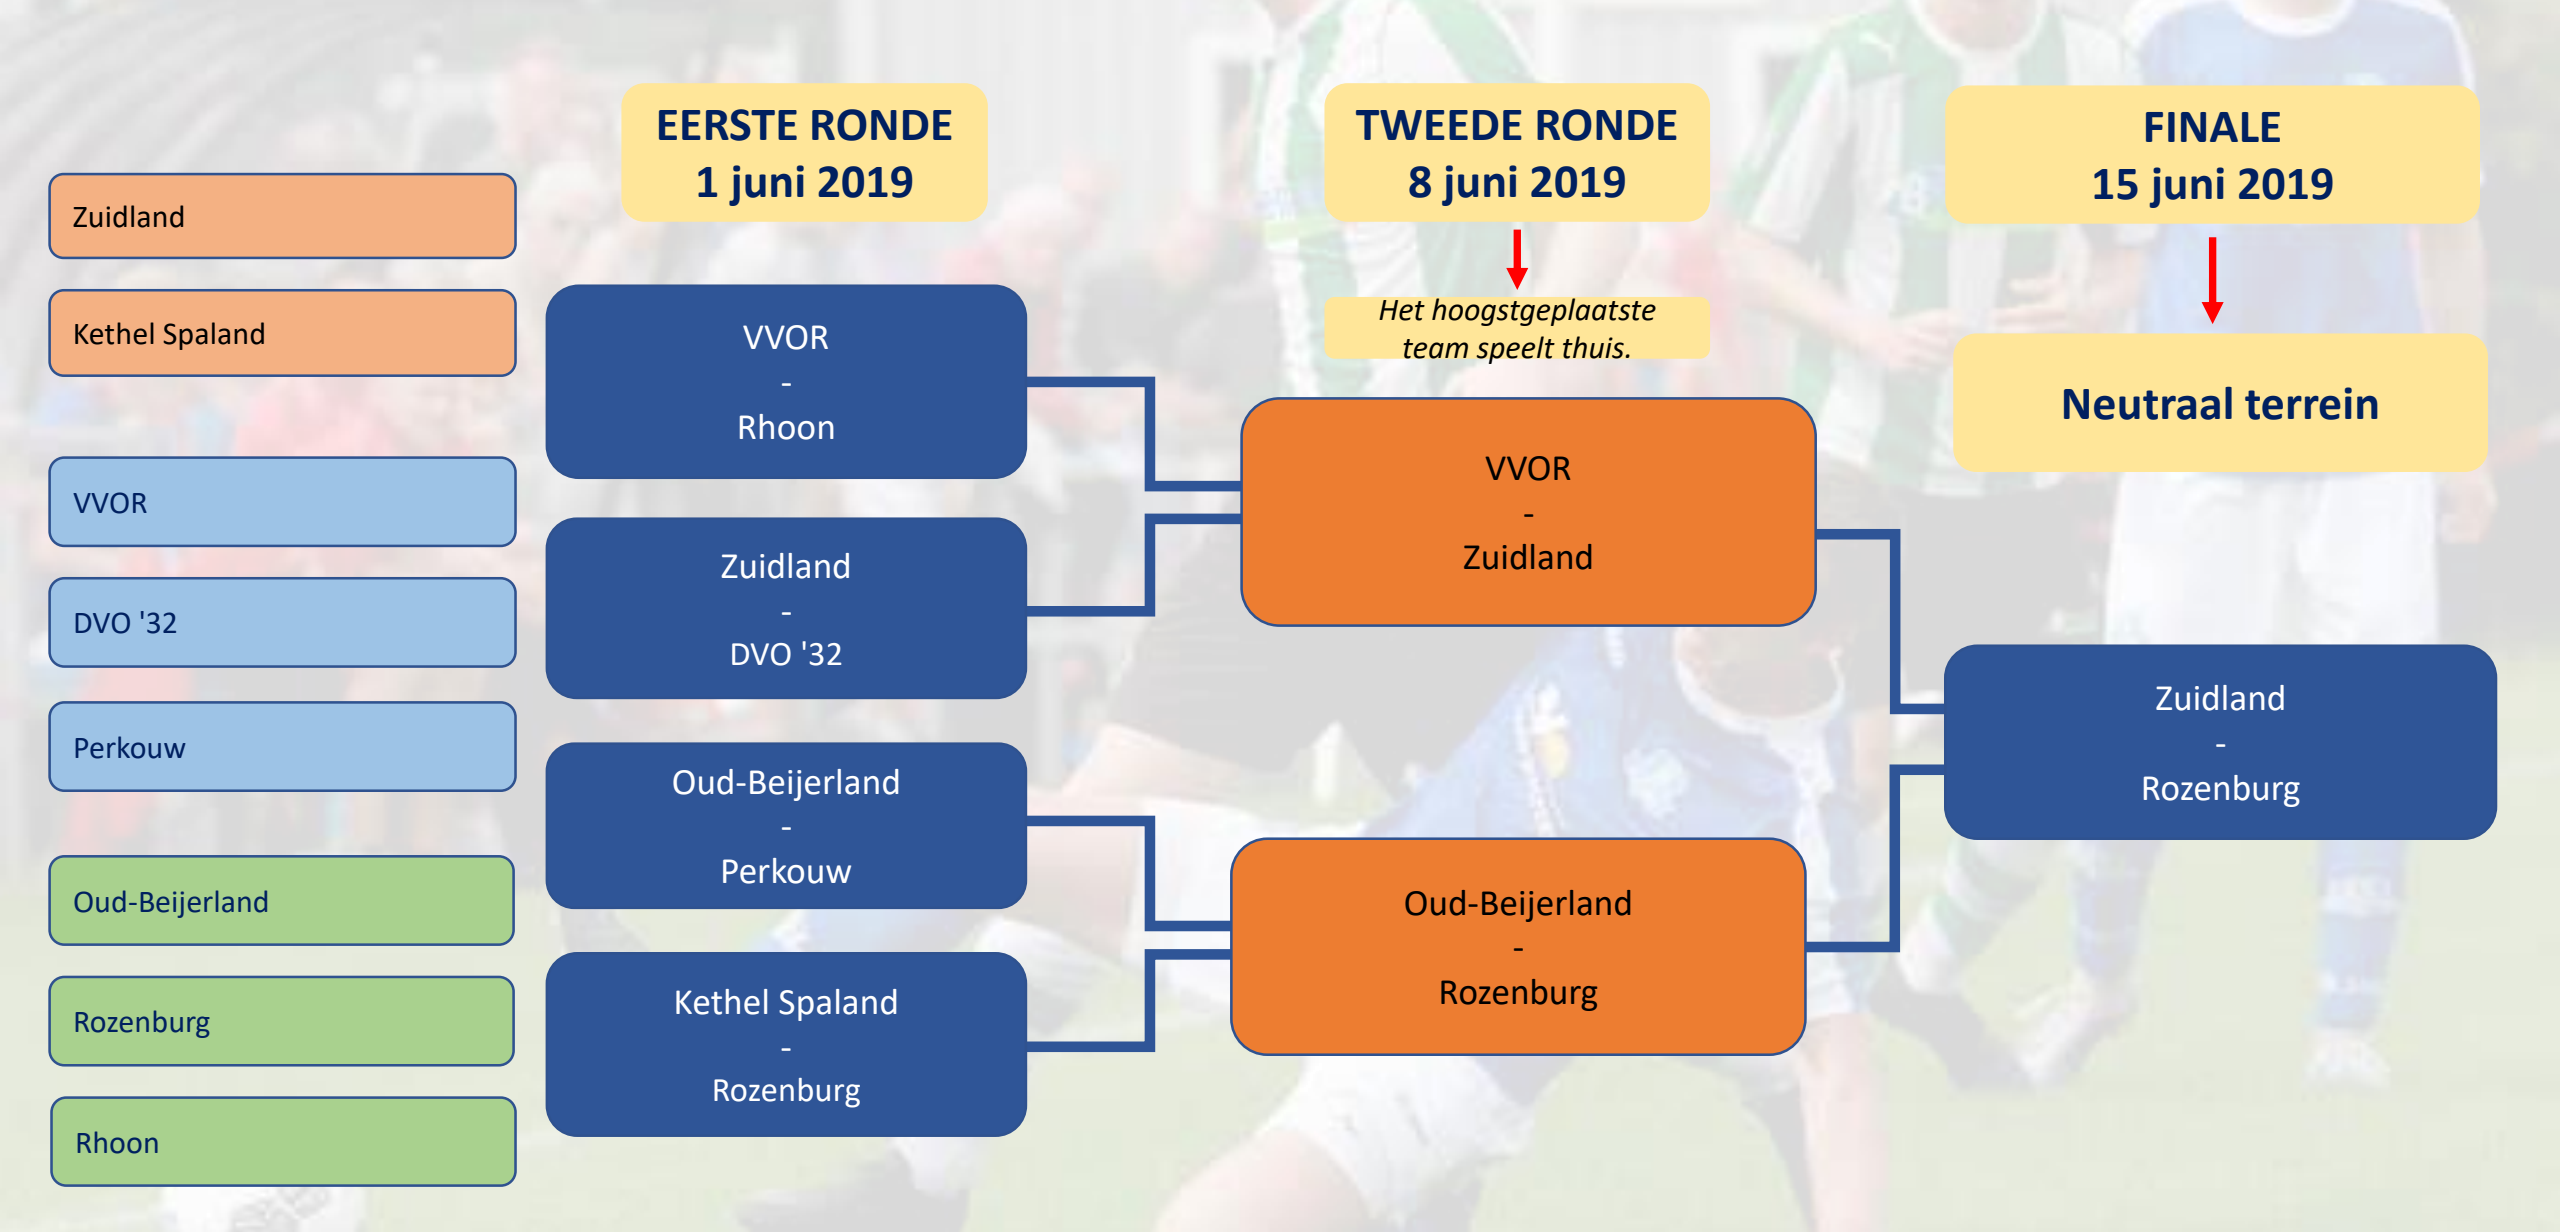 Zuidland
Kethel Spaland
VVOR
DVO '32
Perkouw
Oud-Beijerland
Rozenburg
Rhoon
EERSTE RONDE
1 juni 2019
VVOR
-
Rhoon
Zuidland
-
DVO '32
Oud-Beijerland
-
Perkouw
Kethel Spaland
-
Rozenburg
TWEEDE RONDE
8 juni 2019
Het hoogstgeplaatste
team speelt thuis.
VVOR
-
Zuidland
Oud-Beijerland
-
Rozenburg
FINALE
15 juni 2019
Neutraal terrein
Zuidland
-
Rozenburg